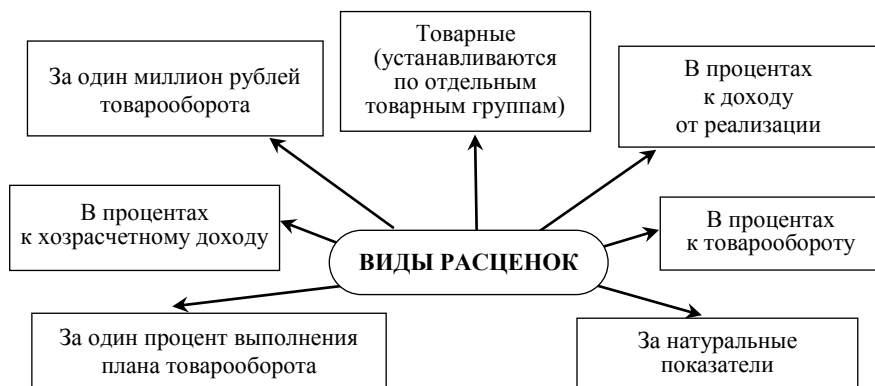 За один миллион рублей
товарооборота
Товарные
(устанавливаются
по отдельным
товарным группам)
В процентах
к доходу
от реализации
В процентах
к хозрасчетному доходу
ВИДЫ РАСЦЕНОК
В процентах
к товарообороту
За один процент выполнения
плана товарооборота
За натуральные
показатели